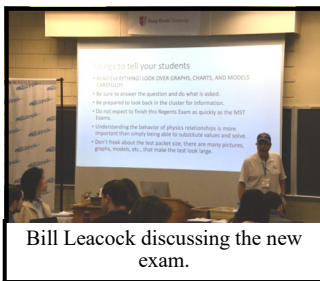 Stony Brook University
Things to tell your students
• READ EVERYTHING! LOOK OVER GRAPHS, CHARTS, AND MODELS
CAREFULLY!
• Be sure to answer the question and do what is asked.
• Be prepared to look back in the cluster for information.
• Do not expect to finish this Regents Exam as quickly as the MST
Exams.
• Understanding the behavior of physics relationships is more
important than simply being able to substitute values and solve.
• Don't freak about the test packet size, there are many pictures,
graphs, models, etc., that make the test look large.
Bill Leacock discussing the new
exam.